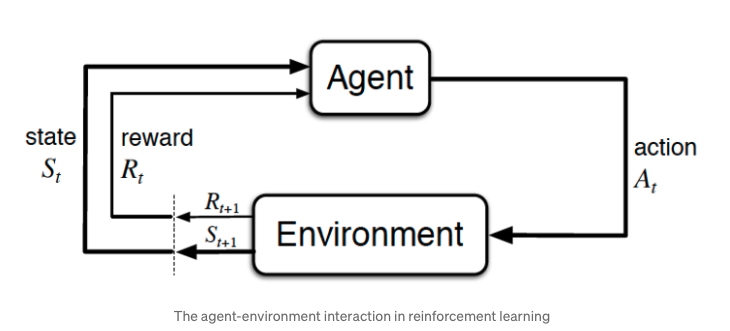 Agent
state
S_t
reward
R_t
action
A_t
R_{t+1}
S_{t+1}
Environment
The agent-environment interaction in reinforcement learning